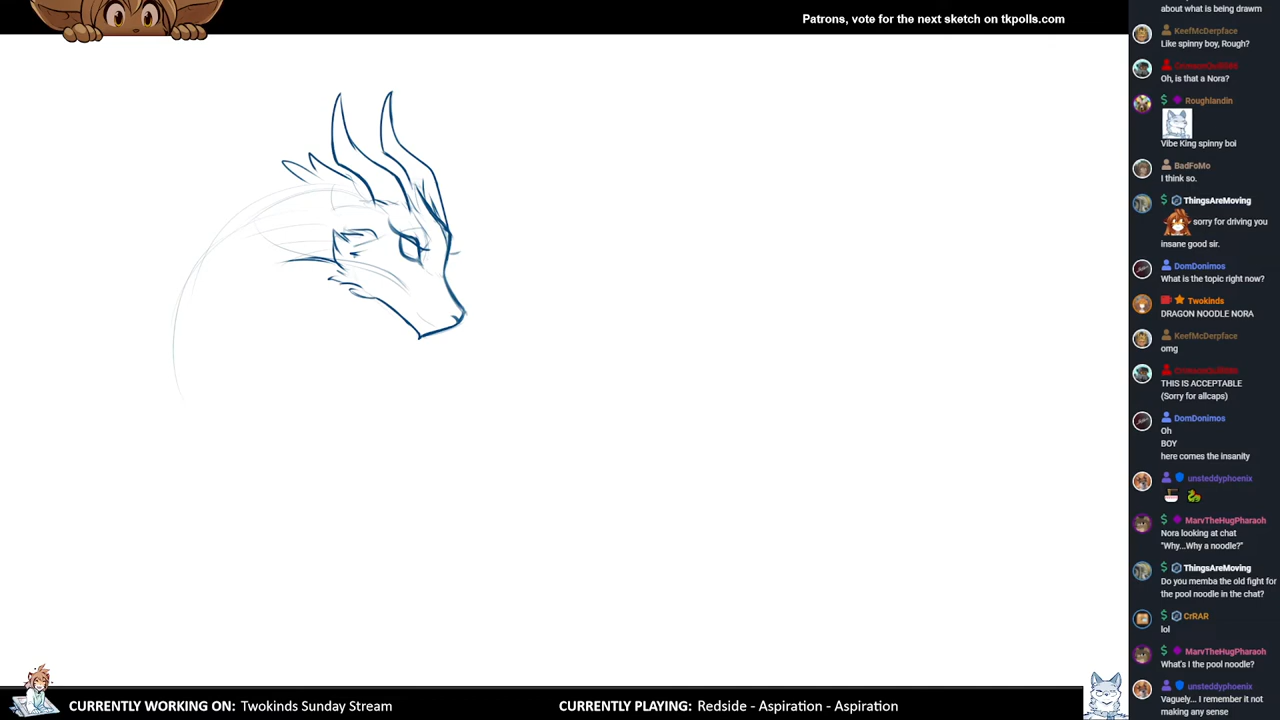 Patrons, vote for the next sketch on tkpolls.com
about what is being drawm
KeefMcDerpface
Like spinny boy, Rough?
Oh, is that a Nora?
Roughlandin
Vibe King spinny boi
BadFoMo
I think so.
ThingsAreMoving
sorry for driving you
insane good sir.
DomDonimos
What is the topic right now?
Twokinds
DRAGON NOODLE NORA
KeefMcDerpface
omg
THIS IS ACCEPTABLE
(Sorry for allcaps)
DomDonimos
Oh
BOY
here comes the insanity
unsteddyphoenix
MarvTheHugPharaoh
Nora looking at chat
"Why...Why a noodle?"
ThingsAreMoving
Do you memba the old fight for
the pool noodle in the chat?
CrRAR
lol
MarvTheHugPharaoh
What's I the pool noodle?
unsteddyphoenix
Vaguely... I remember it not
making any sense
CURRENTLY WORKING ON: Twokinds Sunday Stream
CURRENTLY PLAYING: Redside - Aspiration - Aspiration